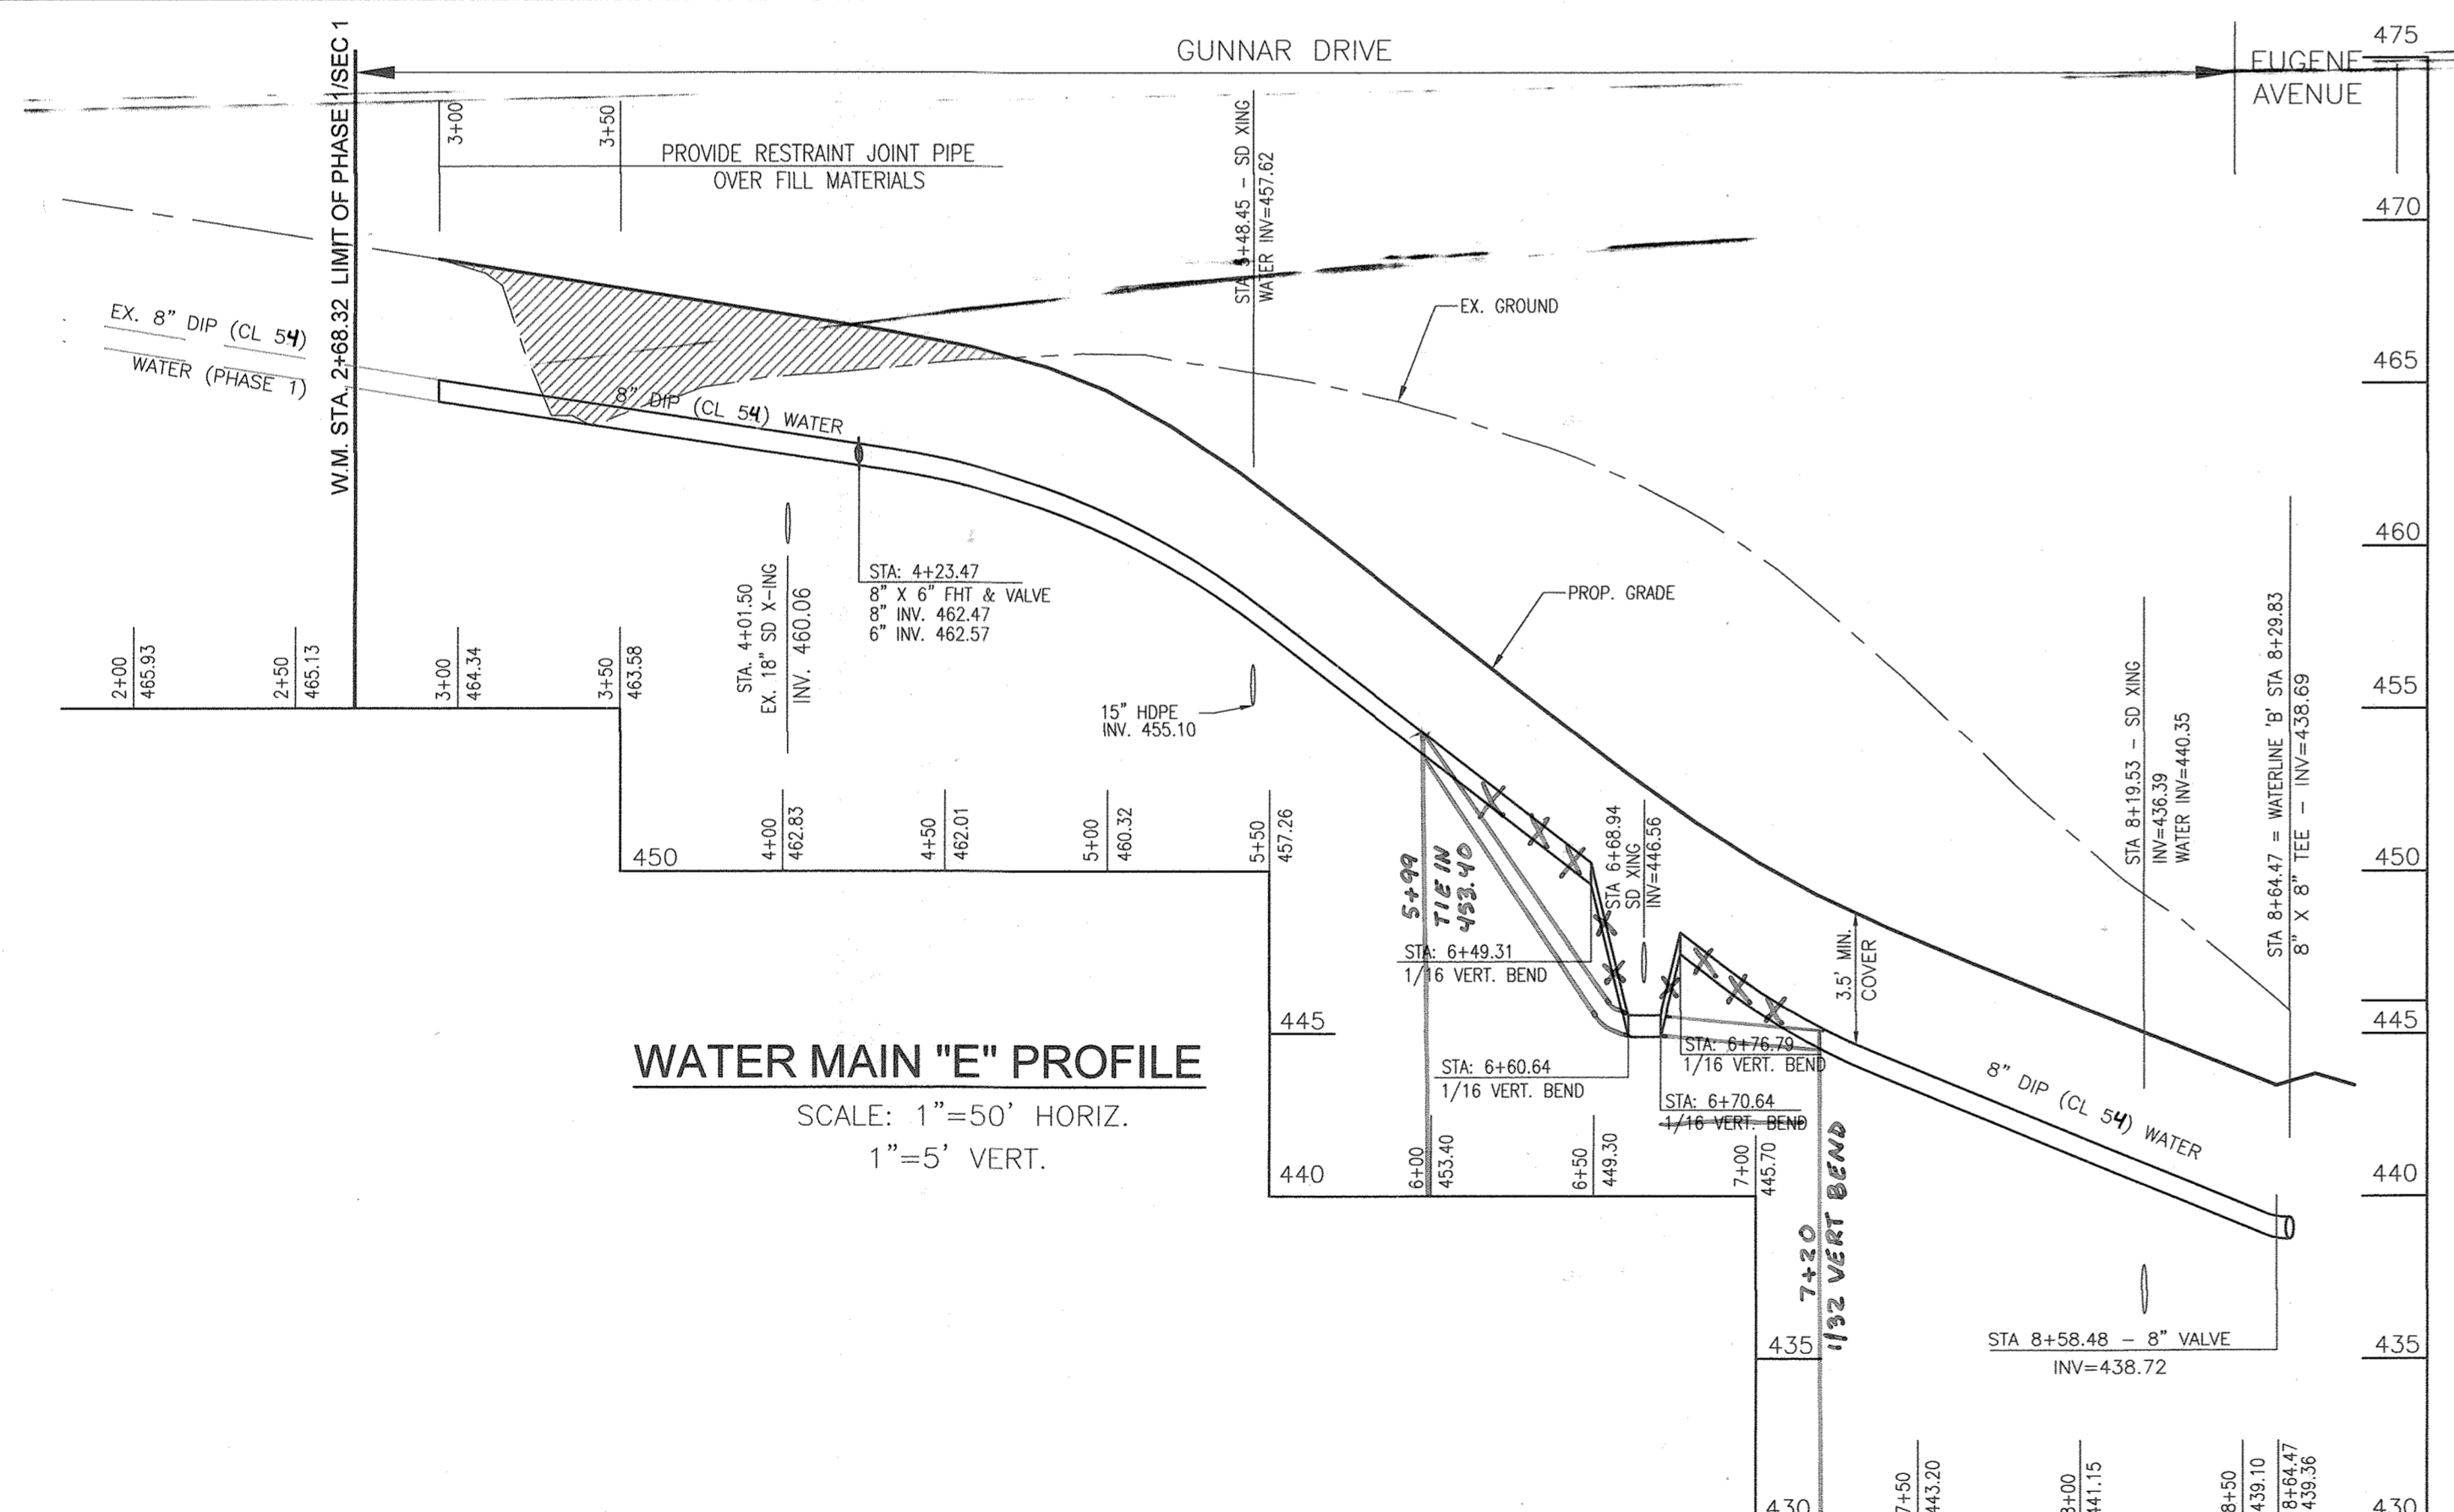 GUNNAR DRIVE
EUGENE
AVENUE
475
470
465
460
455
450
445
440
435
430
W.M. STA. 2+68.32 LIMIT OF PHASE 1/SEC 1
3+00
3+50
PROVIDE RESTRAINT JOINT PIPE
OVER FILL MATERIALS
STA 5+48.45 - SD XING
WATER INV=457.62
EX. GROUND
EX. 8" DIP (CL 54)
WATER (PHASE 1)
8" DIP (CL 54) WATER
STA. 4+01.50
EX. 18" SD X-ING
INV. 460.06
STA: 4+23.47
8" X 6" FHT & VALVE
8" INV. 462.47
6" INV. 462.57
PROP. GRADE
15" HDPE
INV. 455.10
2+00
465.93
2+50
465.13
3+00
464.34
3+50
463.58
450
4+00
462.83
4+50
462.01
5+00
460.32
5+50
457.26
445
440
5+99
TIE IN
453.40
STA: 6+49.31
1/16 VERT. BEND
STA 6+68.94
SD XING
INV=446.56
STA: 6+60.64
1/16 VERT. BEND
STA: 6+76.79
1/16 VERT. BEND
STA: 6+70.64
1/16 VERT. BEND
3.5' MIN.
COVER
6+00
453.40
6+50
449.30
7+00
445.70
7+20
1/32 VERT BEND
435
430
8" DIP (CL 54) WATER
STA 8+19.53 - SD XING
INV=436.39
WATER INV=440.35
STA 8+64.47 = WATERLINE 'B' STA 8+29.83
8" X 8" TEE - INV=438.69
STA 8+58.48 - 8" VALVE
INV=438.72
7+50
443.20
+00
441.15
8+50
439.10
8+64.47
439.36
WATER MAIN "E" PROFILE
SCALE: 1"=50' HORIZ.
1"=5' VERT.